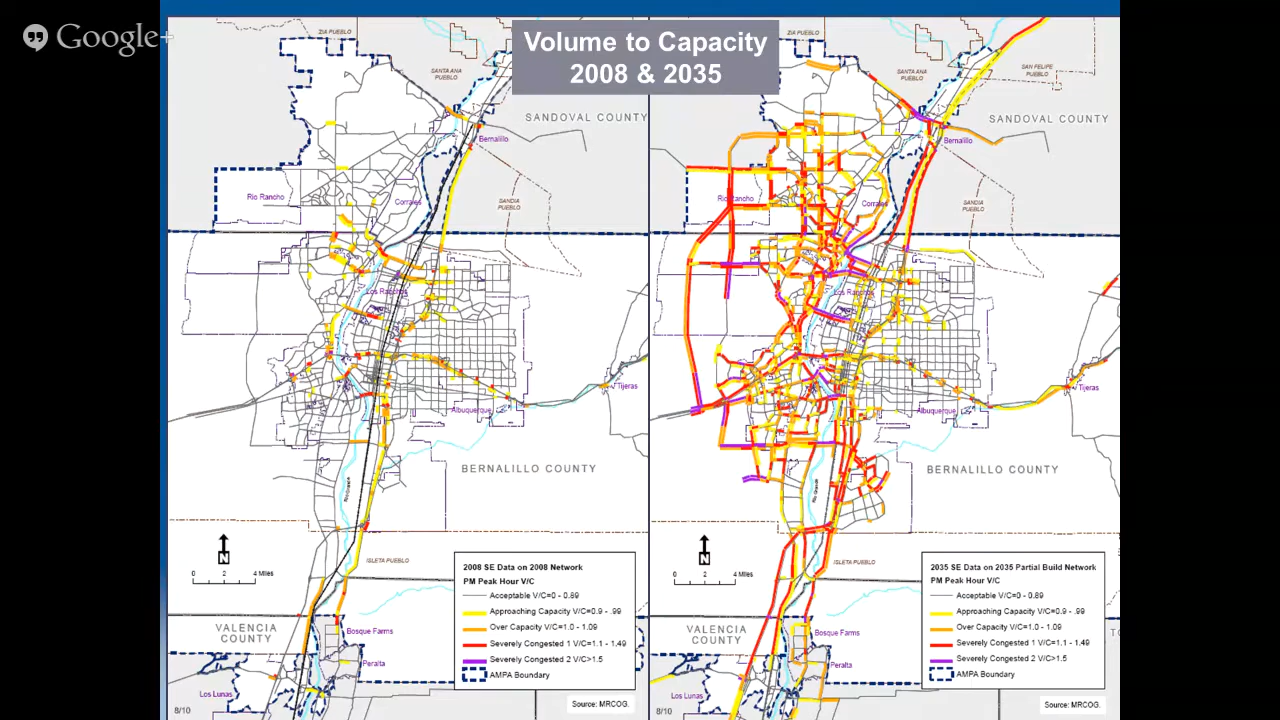 Google+
Volume to Capacity
2008 & 2035
ZIA PUEBLO
SANTA ANA
PUEBLO
SANDOVAL COUNTY
Bernalillo
Rio Rancho
Corrales
SANDIA
PUEBLO
Los Ranchos
Tijeras
Albuquerque
BERNALILLO COUNTY
Rio Grande
ISLETA PUEBLO
N
0 2 4 Miles
VALENCIA
COUNTY
Bosque Farms
Peralta
Los Lunas
8/10
2008 SE Data on 2008 Network
PM Peak Hour V/C
Acceptable V/C=0 - 0.89
Approaching Capacity V/C=0.9 - .99
Over Capacity V/C=1.0 - 1.09
Severely Congested 1 V/C=1.1 - 1.49
Severely Congested 2 V/C>1.5
AMPA Boundary
Source: MRCOG.
ZIA PUEBLO
SANTA ANA
PUEBLO
SAN FELIPE
PUEBLO
SANDOVAL COUNTY
Bernalillo
Rio Rancho
Corrales
SANDIA
PUEBLO
Los Ranchos
Tijeras
Albuquerque
BERNALILLO COUNTY
Rio Grande
ISLETA PUEBLO
N
0 2 4 Miles
VALENCIA
COUNTY
Bosque Farms
Peralta
Los Lunas
8/10
2035 SE Data on 2035 Partial Build Network
PM Peak Hour V/C
Acceptable V/C=0 - 0.89
Approaching Capacity V/C=0.9 - .99
Over Capacity V/C=1.0 - 1.09
Severely Congested 1 V/C=1.1 - 1.49
Severely Congested 2 V/C>1.5
AMPA Boundary
Source: MRCOG.